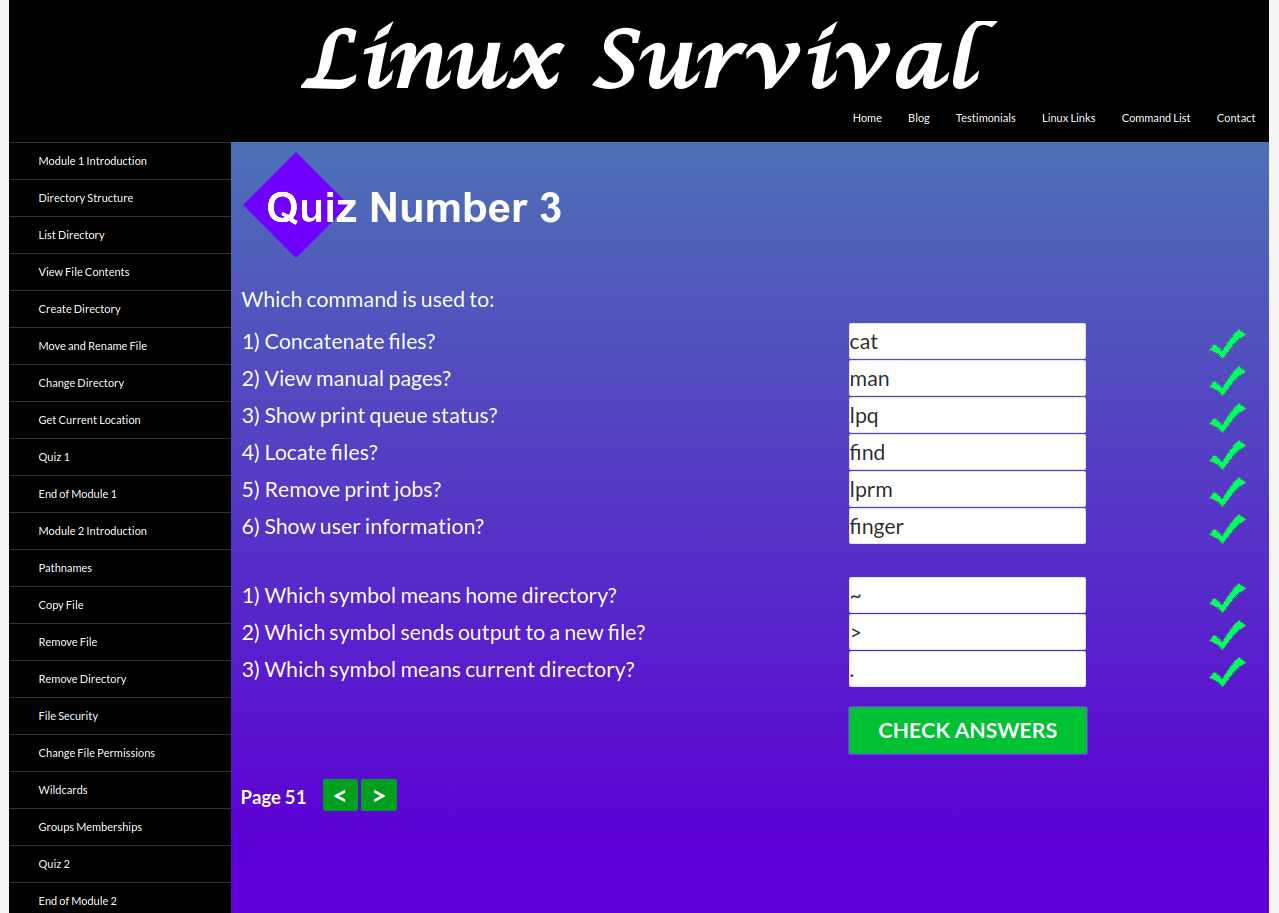 Linux Survival
Home Blog Testimonials Linux Links Command List Contact
Module 1 Introduction
Directory Structure
List Directory
View File Contents
Create Directory
Move and Rename File
Change Directory
Get Current Location
Quiz 1
End of Module 1
Module 2 Introduction
Pathnames
Copy File
Remove File
Remove Directory
File Security
Change File Permissions
Wildcards
Groups Memberships
Quiz 2
End of Module 2
Quiz Number 3
Which command is used to:
1) Concatenate files? cat
2) View manual pages? man
3) Show print queue status? lpq
4) Locate files? find
5) Remove print jobs? lprm
6) Show user information? finger
1) Which symbol means home directory? ~
2) Which symbol sends output to a new file? >
3) Which symbol means current directory? .
CHECK ANSWERS
Page 51 < >